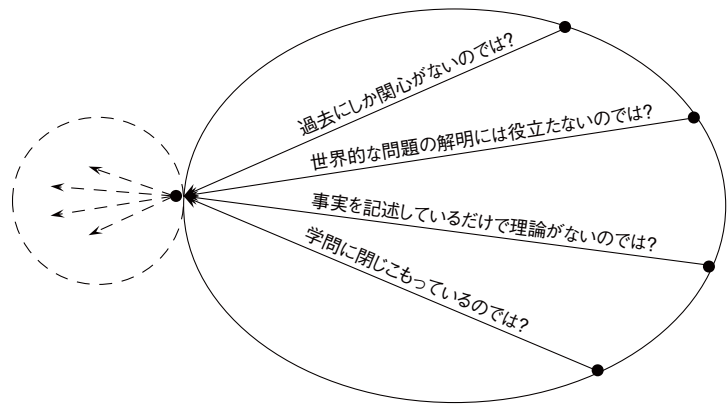 過去にしか関心がないのでは?
世界的な問題の解明には役立たないのでは?
事実を記述しているだけで理論がないのでは?
学問に閉じこもっているのでは?